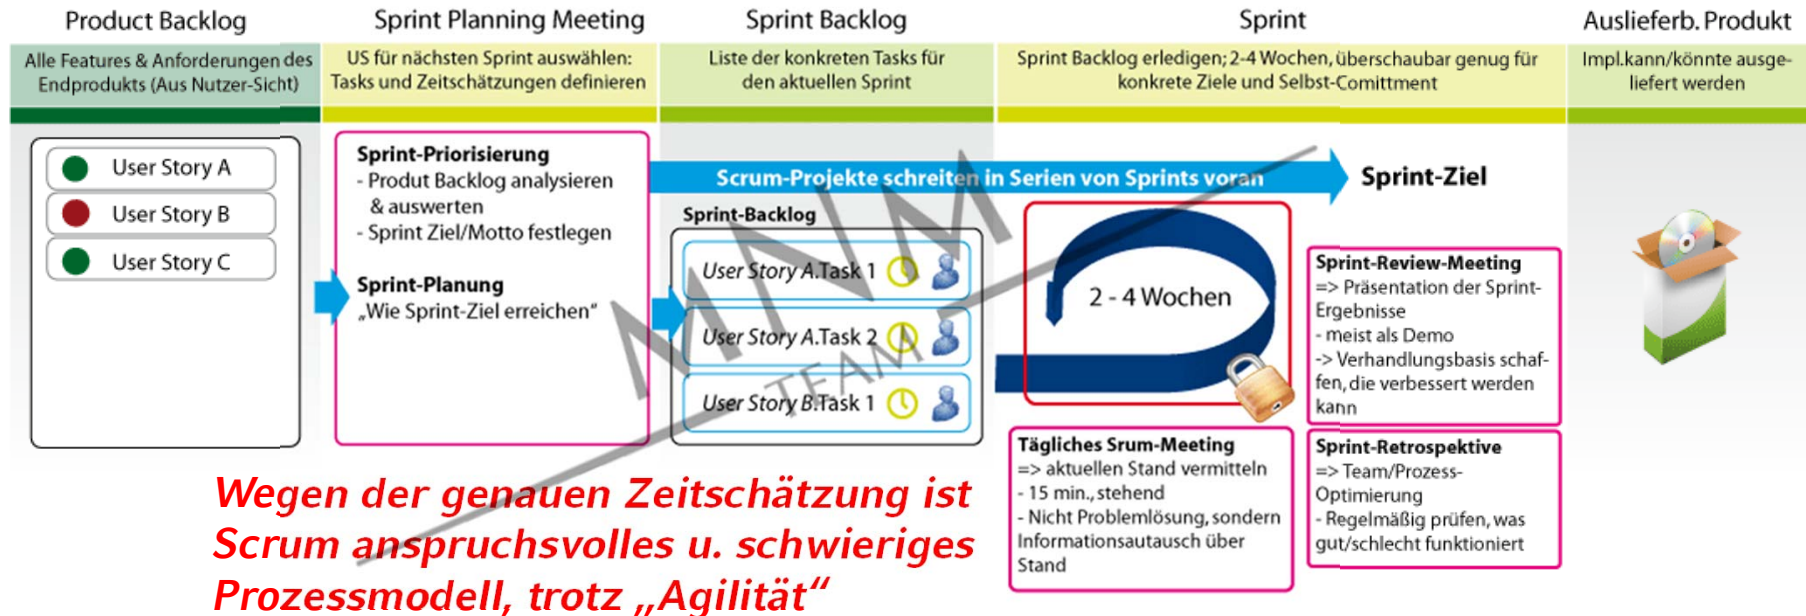 Product Backlog
Alle Features & Anforderungen des
Endprodukts (Aus Nutzer-Sicht)
User Story A
User Story B
User Story C
Sprint Planning Meeting
US für nächsten Sprint auswählen:
Tasks und Zeitschätzungen definieren
Sprint-Priorisierung
- Produt Backlog analysieren
& auswerten
- Sprint Ziel/Motto festlegen
Sprint-Planung
„Wie Sprint-Ziel erreichen“
Sprint Backlog
Liste der konkreten Tasks für
den aktuellen Sprint
Scrum-Projekte schreiten in Serien von Sprints voran
Sprint-Backlog
User Story A.Task 1
User Story A.Task 2
User Story B.Task 1
Sprint
Sprint Backlog erledigen; 2-4 Wochen, überschaubar genug für
konkrete Ziele und Selbst-Comittment
Sprint-Ziel
2 - 4 Wochen
Tägliches Srum-Meeting
=> aktuellen Stand vermitteln
- 15 min., stehend
- Nicht Problemlösung, sondern
Informationsautausch über
Stand
Sprint-Review-Meeting
=> Präsentation der Sprint-
Ergebnisse
- meist als Demo
-> Verhandlungsbasis schaf-
fen, die verbessert werden
kann
Sprint-Retrospektive
=> Team/Prozess-
Optimierung
- Regelmäßig prüfen, was
gut/schlecht funktioniert
Auslieferb. Produkt
Impl.kann/könnte ausge-
liefert werden
MNM
TEAM
Wegen der genauen Zeitschätzung ist
Scrum anspruchsvolles u. schwieriges
Prozessmodell, trotz „Agilität“